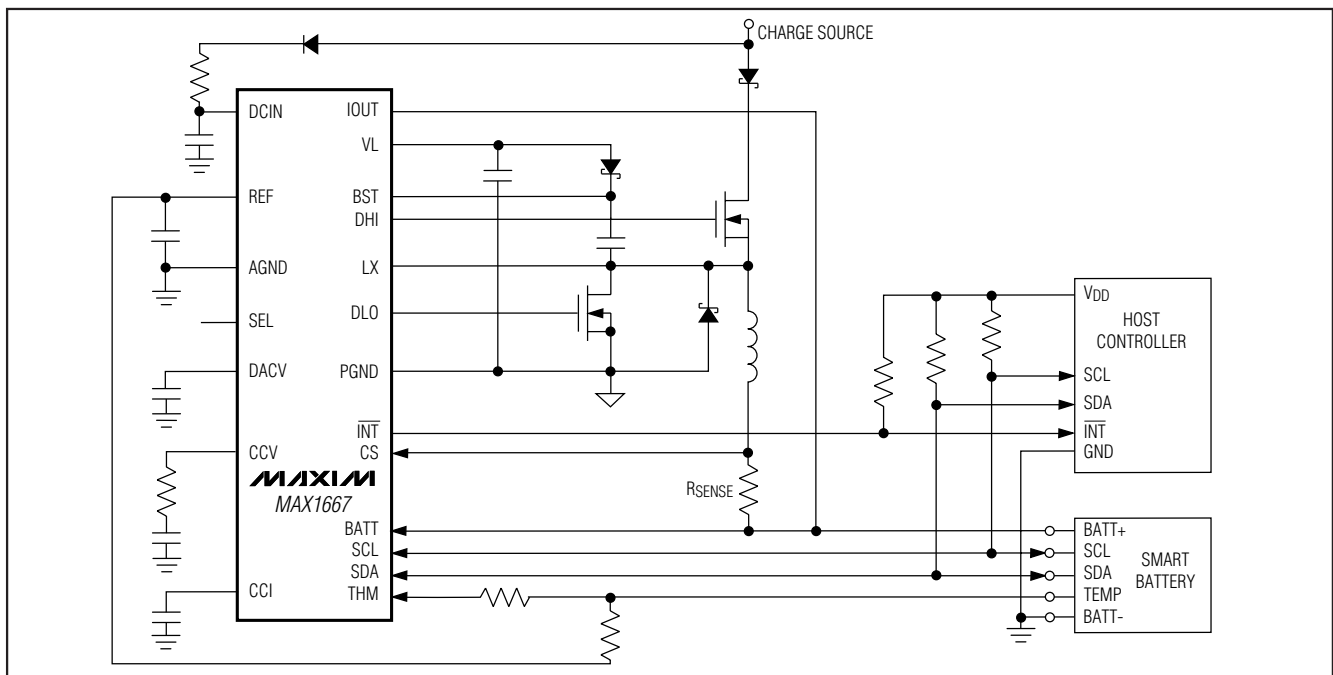 CHARGE SOURCE
DCIN
REF
AGND
SEL
DACV
CCV
CCI
MAXIM
MAX1667
IOUT
VL
BST
DHI
LX
DLO
PGND
INT
CS
BATT
SCL
SDA
THM
RSENSE
VDD
HOST
CONTROLLER
SCL
SDA
INT
GND
BATT+
SCL
SDA
TEMP
BATT-
SMART
BATTERY